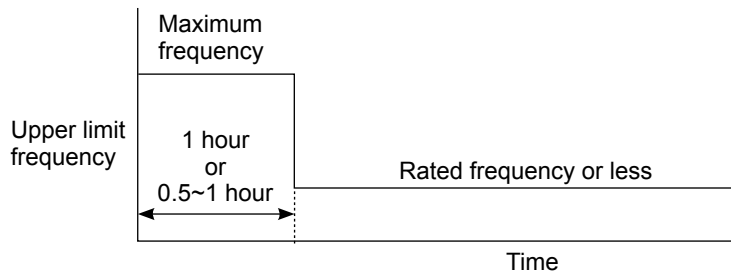 Maximum
frequency
Upper limit
frequency
1 hour
or
0.5~1 hour
Rated frequency or less
Time